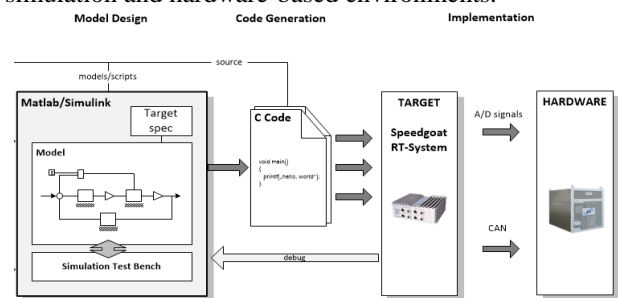 simulation and hardware-based environments.
Model Design
Code Generation
Implementation
source
models/scripts
Matlab/Simulink
Target
spec
Model
Simulation Test Bench
C Code
void main()
{
printf(„hello, world");
}
TARGET
Speedgoat
RT-System
A/D signals
CAN
HARDWARE
debug